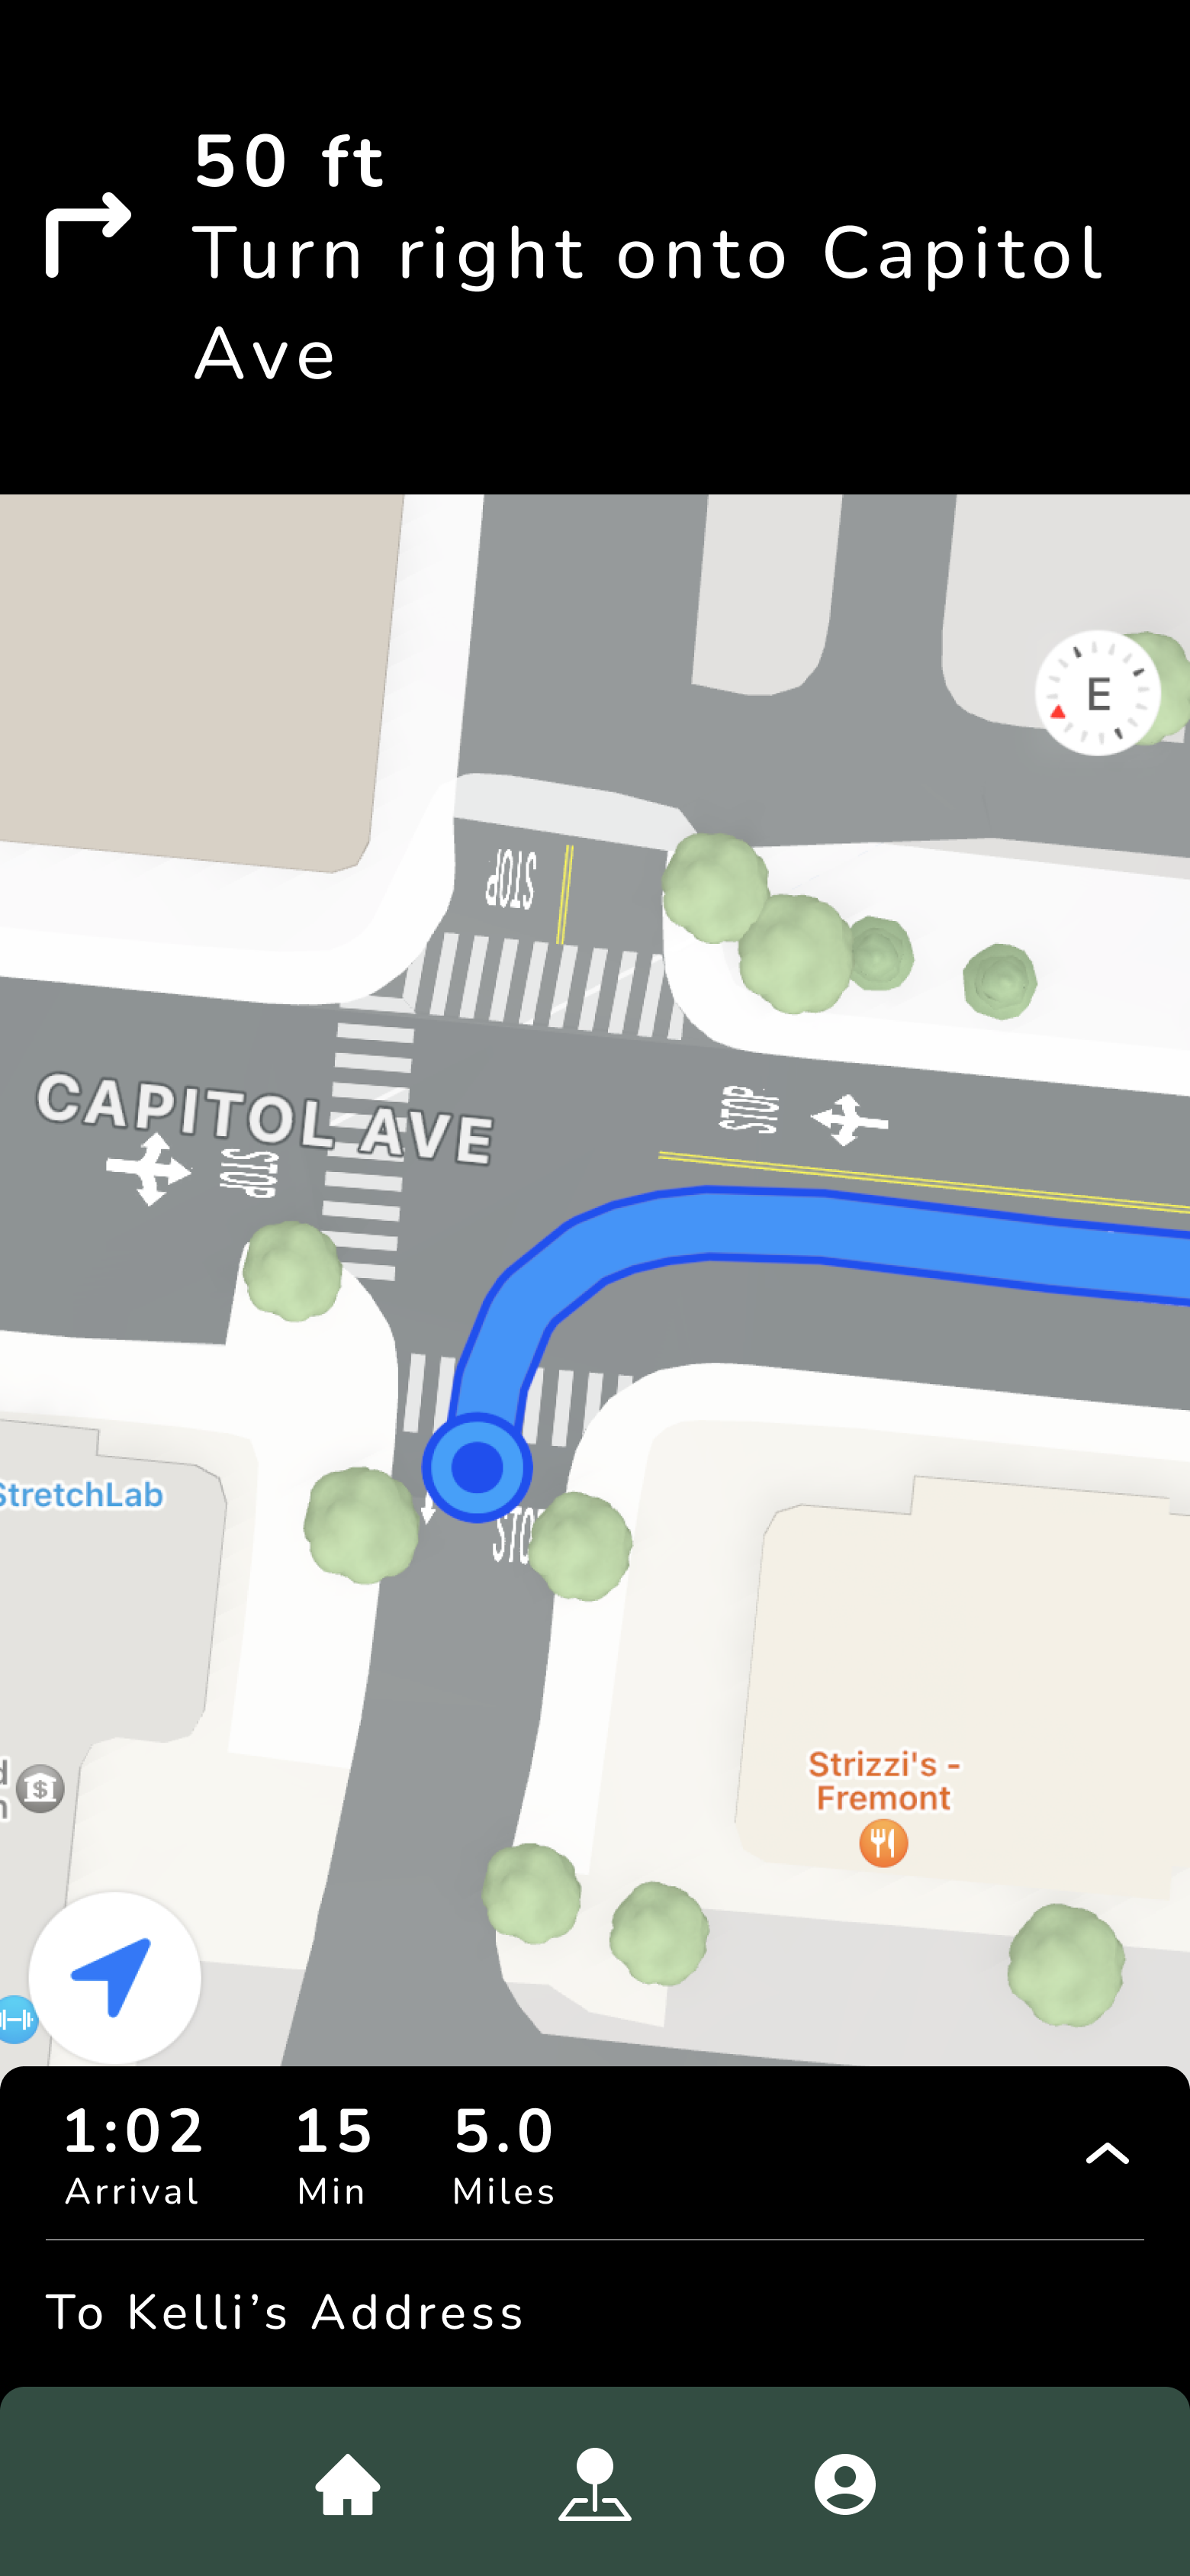 50 ft
Turn right onto Capitol
Ave
E
STOP
CAPITOL AVE
STOP
STOP
StretchLab
STO
Strizzi's -
Fremont
$
1:02 15 5.0
Arrival Min Miles
To Kelli’s Address